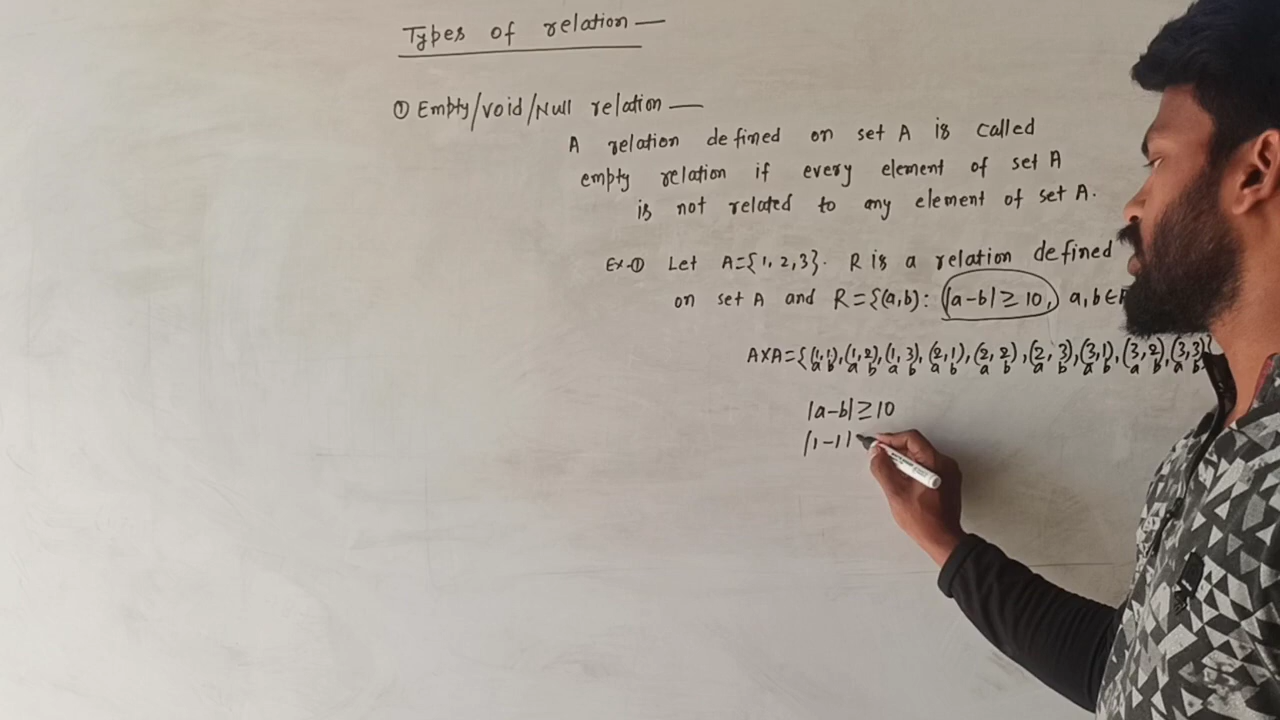 Types of relation —
① Empty/void/Null relation —
A relation defined on set A is called
empty relation if every element of set A
is not related to any element of set A.
Ex-① Let A={1, 2, 3}. R is a relation defined
on set A and R={(a,b): |a-b| ≥ 10, a, b ∈
A×A={(1,1),(1,2),(1,3),(2,1),(2,2),(2,3),(3,1),(3,2),(3,3)}
a b a b a b a b a b a b a b a b a b
|a-b| ≥ 10
|1-1|